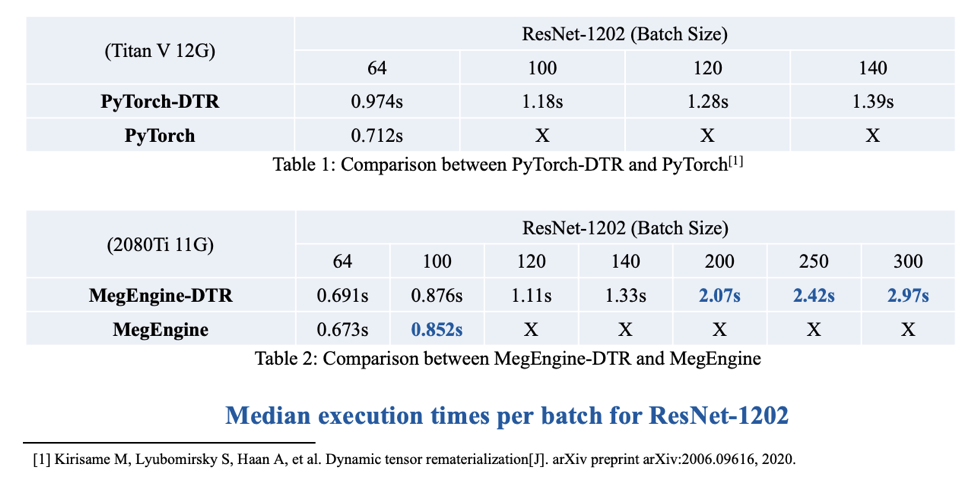 (Titan V 12G) ResNet-1202 (Batch Size)
64 100 120 140
PyTorch-DTR 0.974s 1.18s 1.28s 1.39s
PyTorch 0.712s X X X
Table 1: Comparison between PyTorch-DTR and PyTorch[1]
(2080Ti 11G) ResNet-1202 (Batch Size)
64 100 120 140 200 250 300
MegEngine-DTR 0.691s 0.876s 1.11s 1.33s 2.07s 2.42s 2.97s
MegEngine 0.673s 0.852s X X X X X
Table 2: Comparison between MegEngine-DTR and MegEngine
Median execution times per batch for ResNet-1202
[1] Kirisame M, Lyubomirsky S, Haan A, et al. Dynamic tensor rematerialization[J]. arXiv preprint arXiv:2006.09616, 2020.